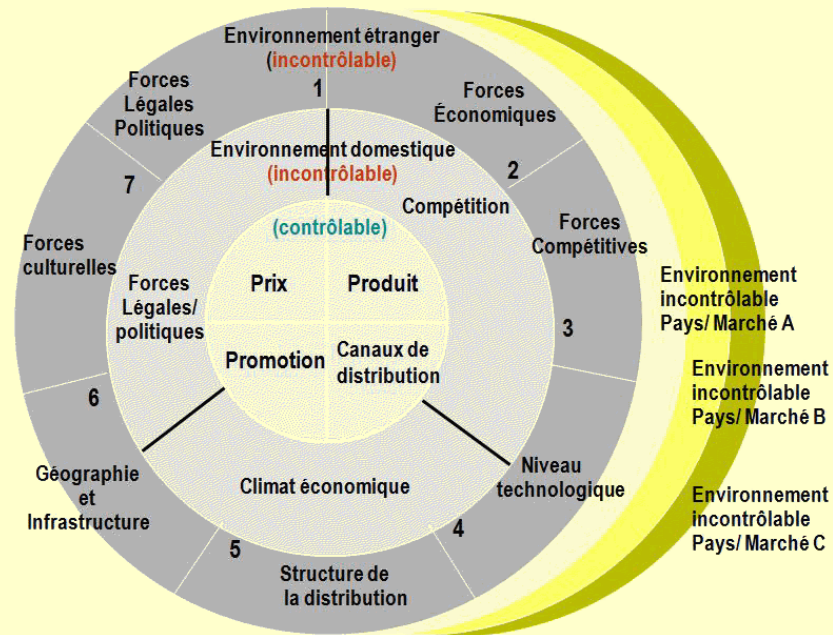 Environnement étranger
(incontrôlable)
1
Forces
Économiques
2
Forces
Compétitives
3
Niveau
technologique
4
Structure de
la distribution
5
Géographie
et
Infrastructure
6
Forces
culturelles
7
Forces
Légales
Politiques
Environnement domestique
(incontrôlable)
Compétition
Climat économique
Forces
Légales/
politiques
(contrôlable)
Prix
Produit
Promotion
Canaux de
distribution
Environnement
incontrôlable
Pays/ Marché A
Environnement
incontrôlable
Pays/ Marché B
Environnement
incontrôlable
Pays/ Marché C